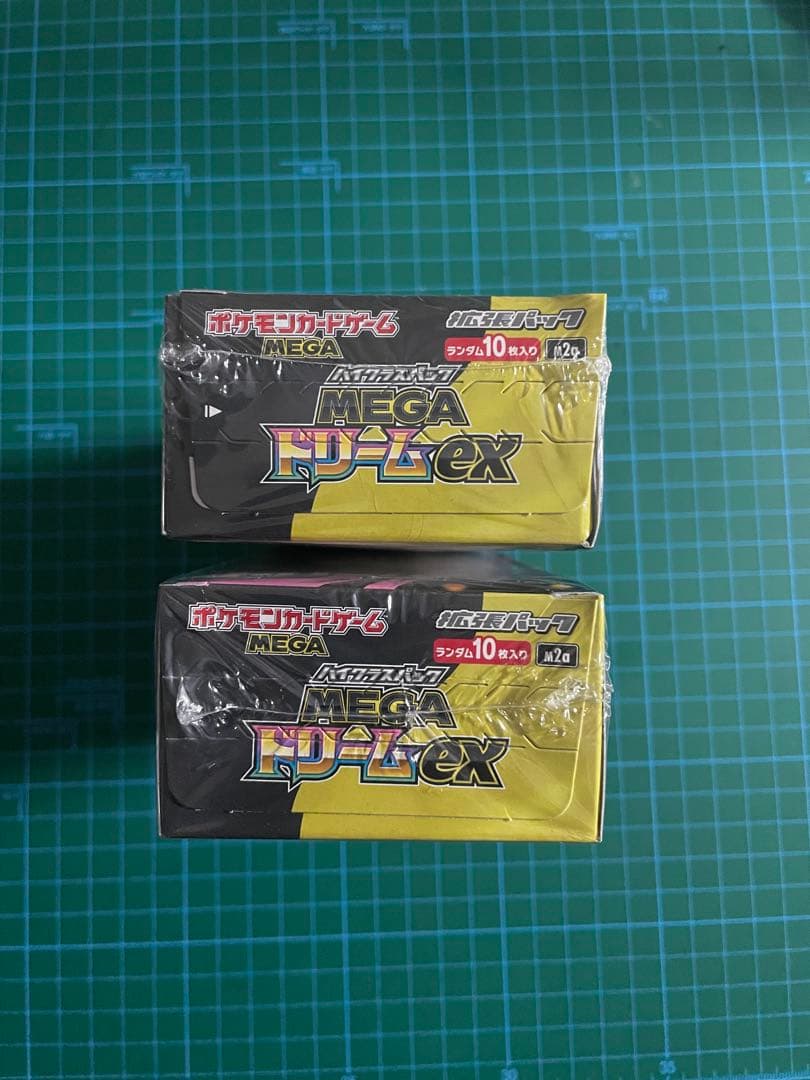 ポケモンカードゲーム
MEGA
拡張パック
ランダム10枚入り M2a
ハイクラスパック
MEGA
ドリームex
ポケモンカードゲーム
MEGA
拡張パック
ランダム10枚入り M2a
ハイクラスパック
MEGA
ドリームex
30
35